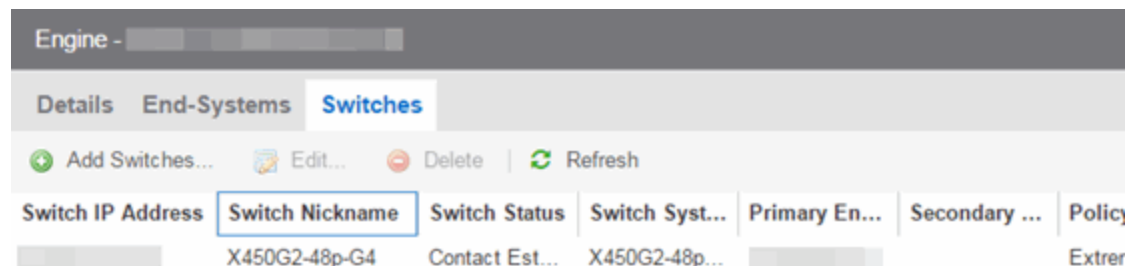 Engine -
Details End-Systems Switches
Add Switches... Edit... Delete Refresh
Switch IP Address Switch Nickname Switch Status Switch Syst... Primary En... Secondary ... Policy
X450G2-48p-G4 Contact Est... X450G2-48p... Extrem